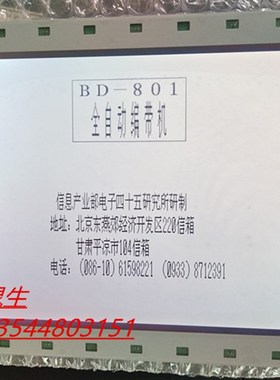 BD-801
全自动编带机
信息产业部电子四十五研究所研制
地址：北京东燕郊经济开发区220信箱
甘肃平凉市104信箱
电话：(086-10) 61598221 (0933) 8712391
生
3544803151